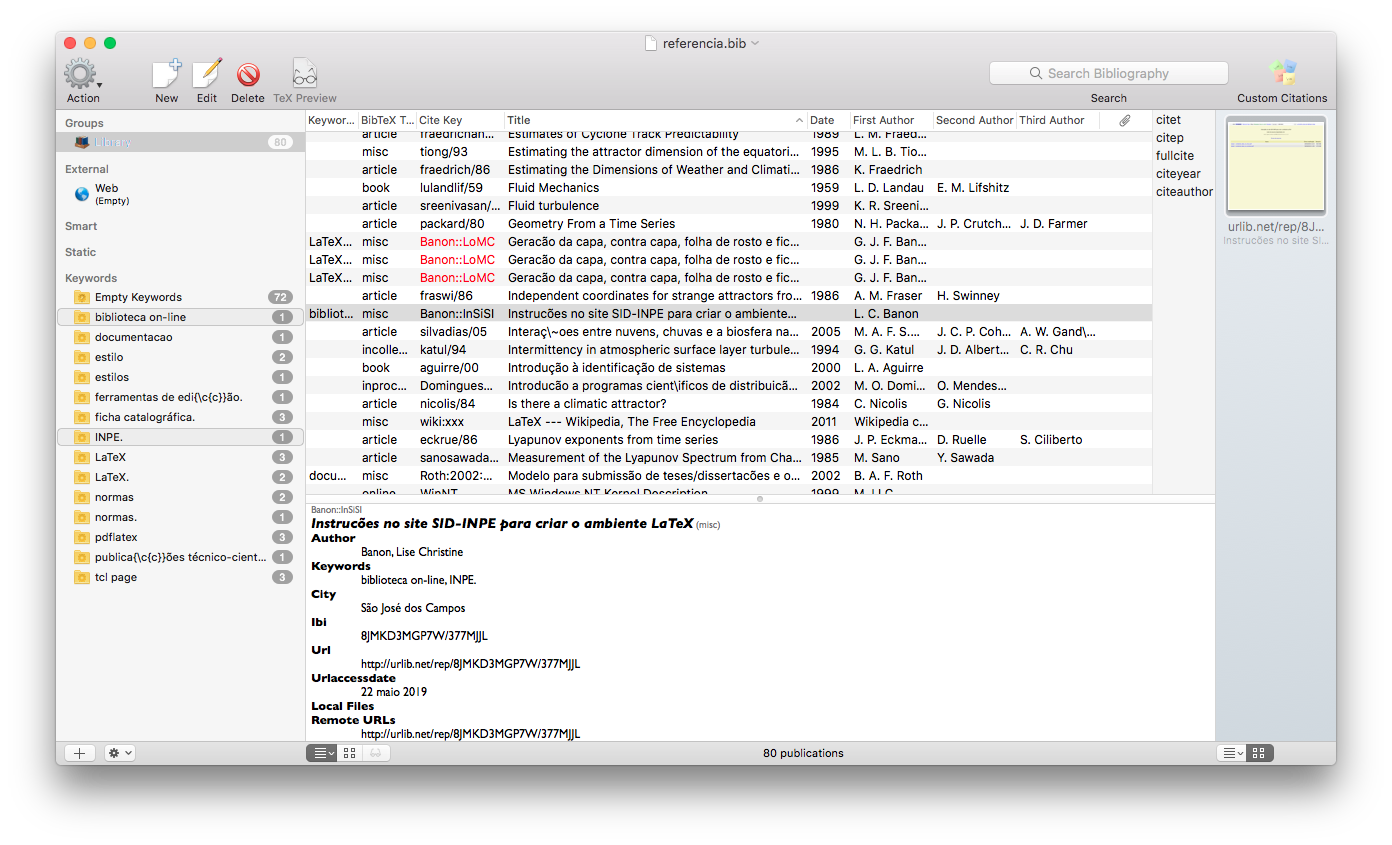 referencia.bib
Action
New
Edit
Delete
TeX Preview
Search Bibliography
Search
Custom Citations
Groups
Library 80
External
Web
(Empty)
Smart
Static
Keywords
Empty Keywords 72
biblioteca on-line 1
documentacao 1
estilo 2
estilos 1
ferramentas de edi{\c{c}}ão. 1
ficha catalográfica. 3
INPE. 1
LaTeX 3
LaTeX. 2
normas 2
normas. 1
pdflatex 3
publica{\c{c}}ões técnico-cient... 1
tcl page 3
Keywor... BibTeX T... Cite Key Title Date First Author Second Author Third Author
article fraedrichan... Estimates of Cyclone Track Predictability 1989 L. M. Fraed...
misc tiong/93 Estimating the attractor dimension of the equatori... 1995 M. L. B. Tio...
article fraedrich/86 Estimating the Dimensions of Weather and Climati... 1986 K. Fraedrich
book lulandlif/59 Fluid Mechanics 1959 L. D. Landau E. M. Lifshitz
article sreenivasan/... Fluid turbulence 1999 K. R. Sreeni...
article packard/80 Geometry From a Time Series 1980 N. H. Packa... J. P. Crutch... J. D. Farmer
LaTeX... misc Banon::LoMC Geracão da capa, contra capa, folha de rosto e fic... G. J. F. Ban...
LaTeX... misc Banon::LoMC Geracão da capa, contra capa, folha de rosto e fic... G. J. F. Ban...
LaTeX... misc Banon::LoMC Geracão da capa, contra capa, folha de rosto e fic... G. J. F. Ban...
article fraswi/86 Independent coordinates for strange attractors fro... 1986 A. M. Fraser H. Swinney
bibliot... misc Banon::InSiSI Instrucões no site SID-INPE para criar o ambiente... L. C. Banon
article silvadias/05 Interaç\~oes entre nuvens, chuvas e a biosfera na... 2005 M. A. F. S.... J. C. P. Coh... A. W. Gand\...
incolle... katul/94 Intermittency in atmospheric surface layer turbule... 1994 G. G. Katul J. D. Albert... C. R. Chu
book aguirre/00 Introdução à identificação de sistemas 2000 L. A. Aguirre
inproc... Domingues... Introducão a programas cient\ificos de distribuicã... 2002 M. O. Domi... O. Mendes...
article nicolis/84 Is there a climatic attractor? 1984 C. Nicolis G. Nicolis
misc wiki:xxx LaTeX --- Wikipedia, The Free Encyclopedia 2011 Wikipedia c...
article eckrue/86 Lyapunov exponents from time series 1986 J. P. Eckma... D. Ruelle S. Ciliberto
article sanosawada... Measurement of the Lyapunov Spectrum from Cha... 1985 M. Sano Y. Sawada
docu... misc Roth:2002:... Modelo para submissão de teses/dissertacões e o... 2002 B. A. F. Roth
online WinNT MS Windows NT Kernel Description 1999 M. LLC
citet
citep
fullcite
citeyear
citeauthor
urlib.net/rep/8J...
Instrucões no site SI...
Banon::InSiSI
Instrucões no site SID-INPE para criar o ambiente LaTeX (misc)
Author
Banon, Lise Christine
Keywords
biblioteca on-line, INPE.
City
São José dos Campos
Ibi
8JMKD3MGP7W/377MJJL
Url
http://urlib.net/rep/8JMKD3MGP7W/377MJJL
Urlaccessdate
22 maio 2019
Local Files
Remote URLs
http://urlib.net/rep/8JMKD3MGP7W/377MJJL
80 publications